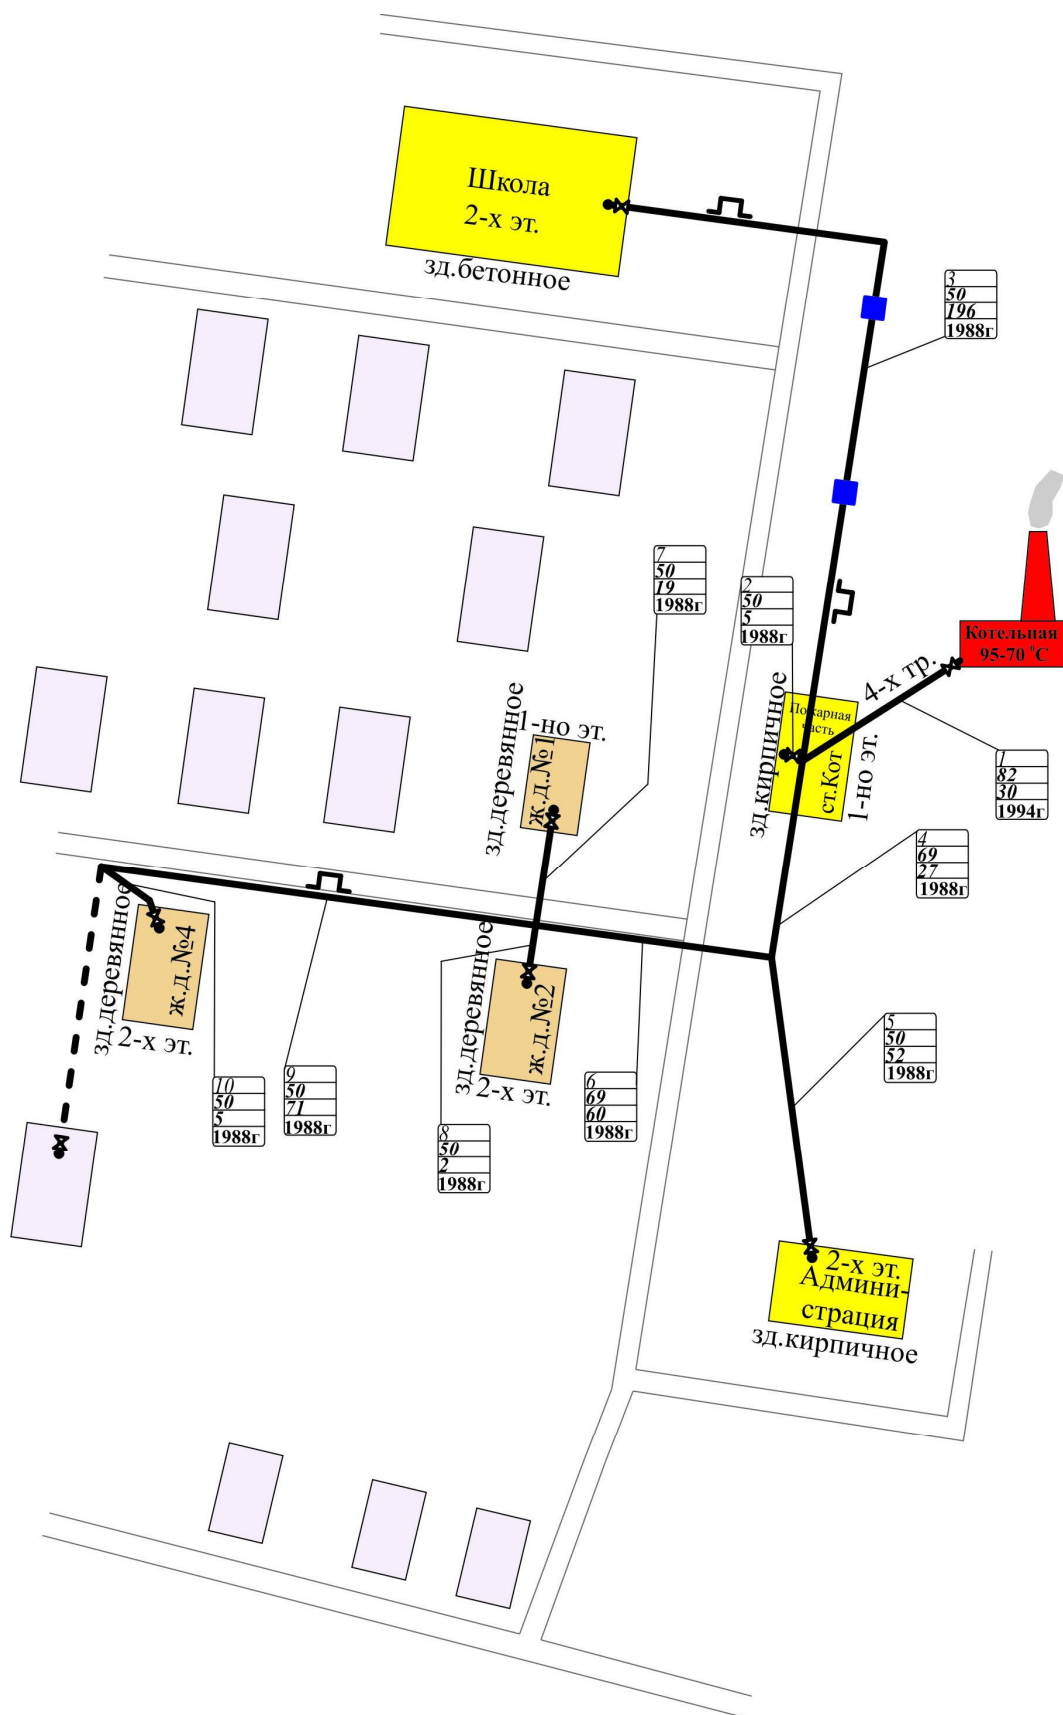 Школа
2-х эт.
зд.бетонное
3
50
196
1988г
7
50
19
1988г
2
50
5
1988г
Котельная
95-70 °С
4-х тр.
зд.кирпичное
Пожарная
часть
ст.Кот
1-но эт.
1
82
30
1994г
зд.деревянное
1-но эт.
ж.д.№1
4
69
27
1988г
зд.деревянное
ж.д.№4
2-х эт.
зд.деревянное
ж.д.№2
2-х эт.
5
50
52
1988г
10
50
5
1988г
9
50
71
1988г
6
69
60
1988г
8
50
2
1988г
2-х эт.
Админи-
страция
зд.кирпичное